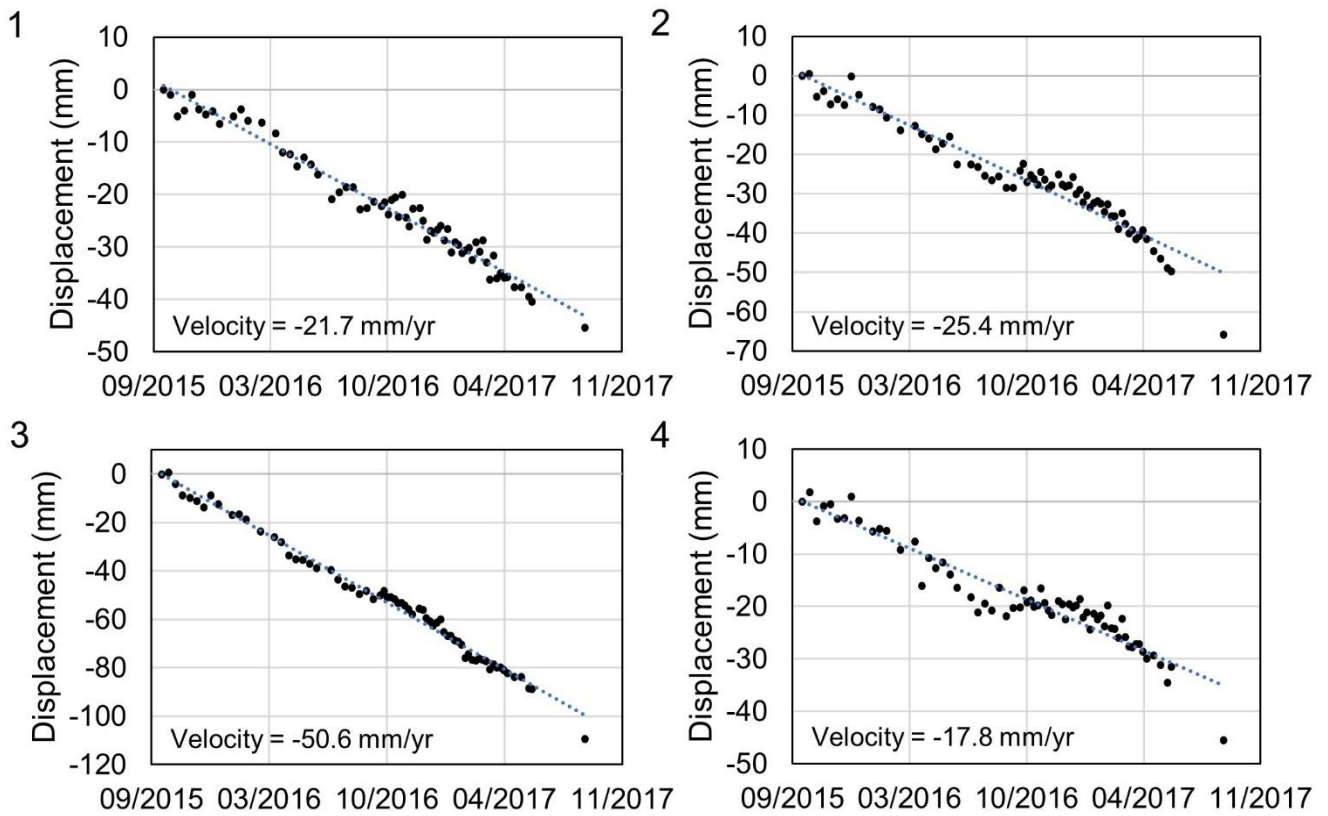 1
10
0
-10
-20
-30
-40
-50
Displacement (mm)
Velocity = -21.7 mm/yr
09/2015 03/2016 10/2016 04/2017 11/2017
2
10
0
-10
-20
-30
-40
-50
-60
-70
Displacement (mm)
Velocity = -25.4 mm/yr
09/2015 03/2016 10/2016 04/2017 11/2017
3
0
-20
-40
-60
-80
-100
-120
Displacement (mm)
Velocity = -50.6 mm/yr
09/2015 03/2016 10/2016 04/2017 11/2017
4
10
0
-10
-20
-30
-40
-50
Displacement (mm)
Velocity = -17.8 mm/yr
09/2015 03/2016 10/2016 04/2017 11/2017